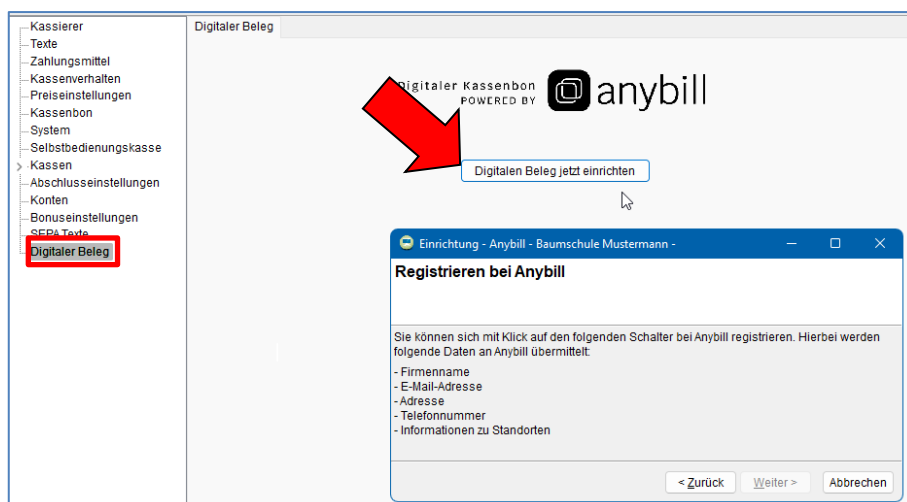 Kassierer
Texte
Zahlungsmittel
Kassenverhalten
Preiseinstellungen
Kassenbon
System
Selbstbedienungskasse
Kassen
Abschlusseinstellungen
Konten
Bonuseinstellungen
SEPA Texte
Digitaler Beleg
Digitaler Beleg
Digitaler Kassenbon
POWERED BY
anybill
Digitalen Beleg jetzt einrichten
Einrichtung - Anybill - Baumschule Mustermann -
Registrieren bei Anybill
Sie können sich mit Klick auf den folgenden Schalter bei Anybill registrieren. Hierbei werden
folgende Daten an Anybill übermittelt:
- Firmenname
- E-Mail-Adresse
- Adresse
- Telefonnummer
- Informationen zu Standorten
< Zurück
Weiter >
Abbrechen